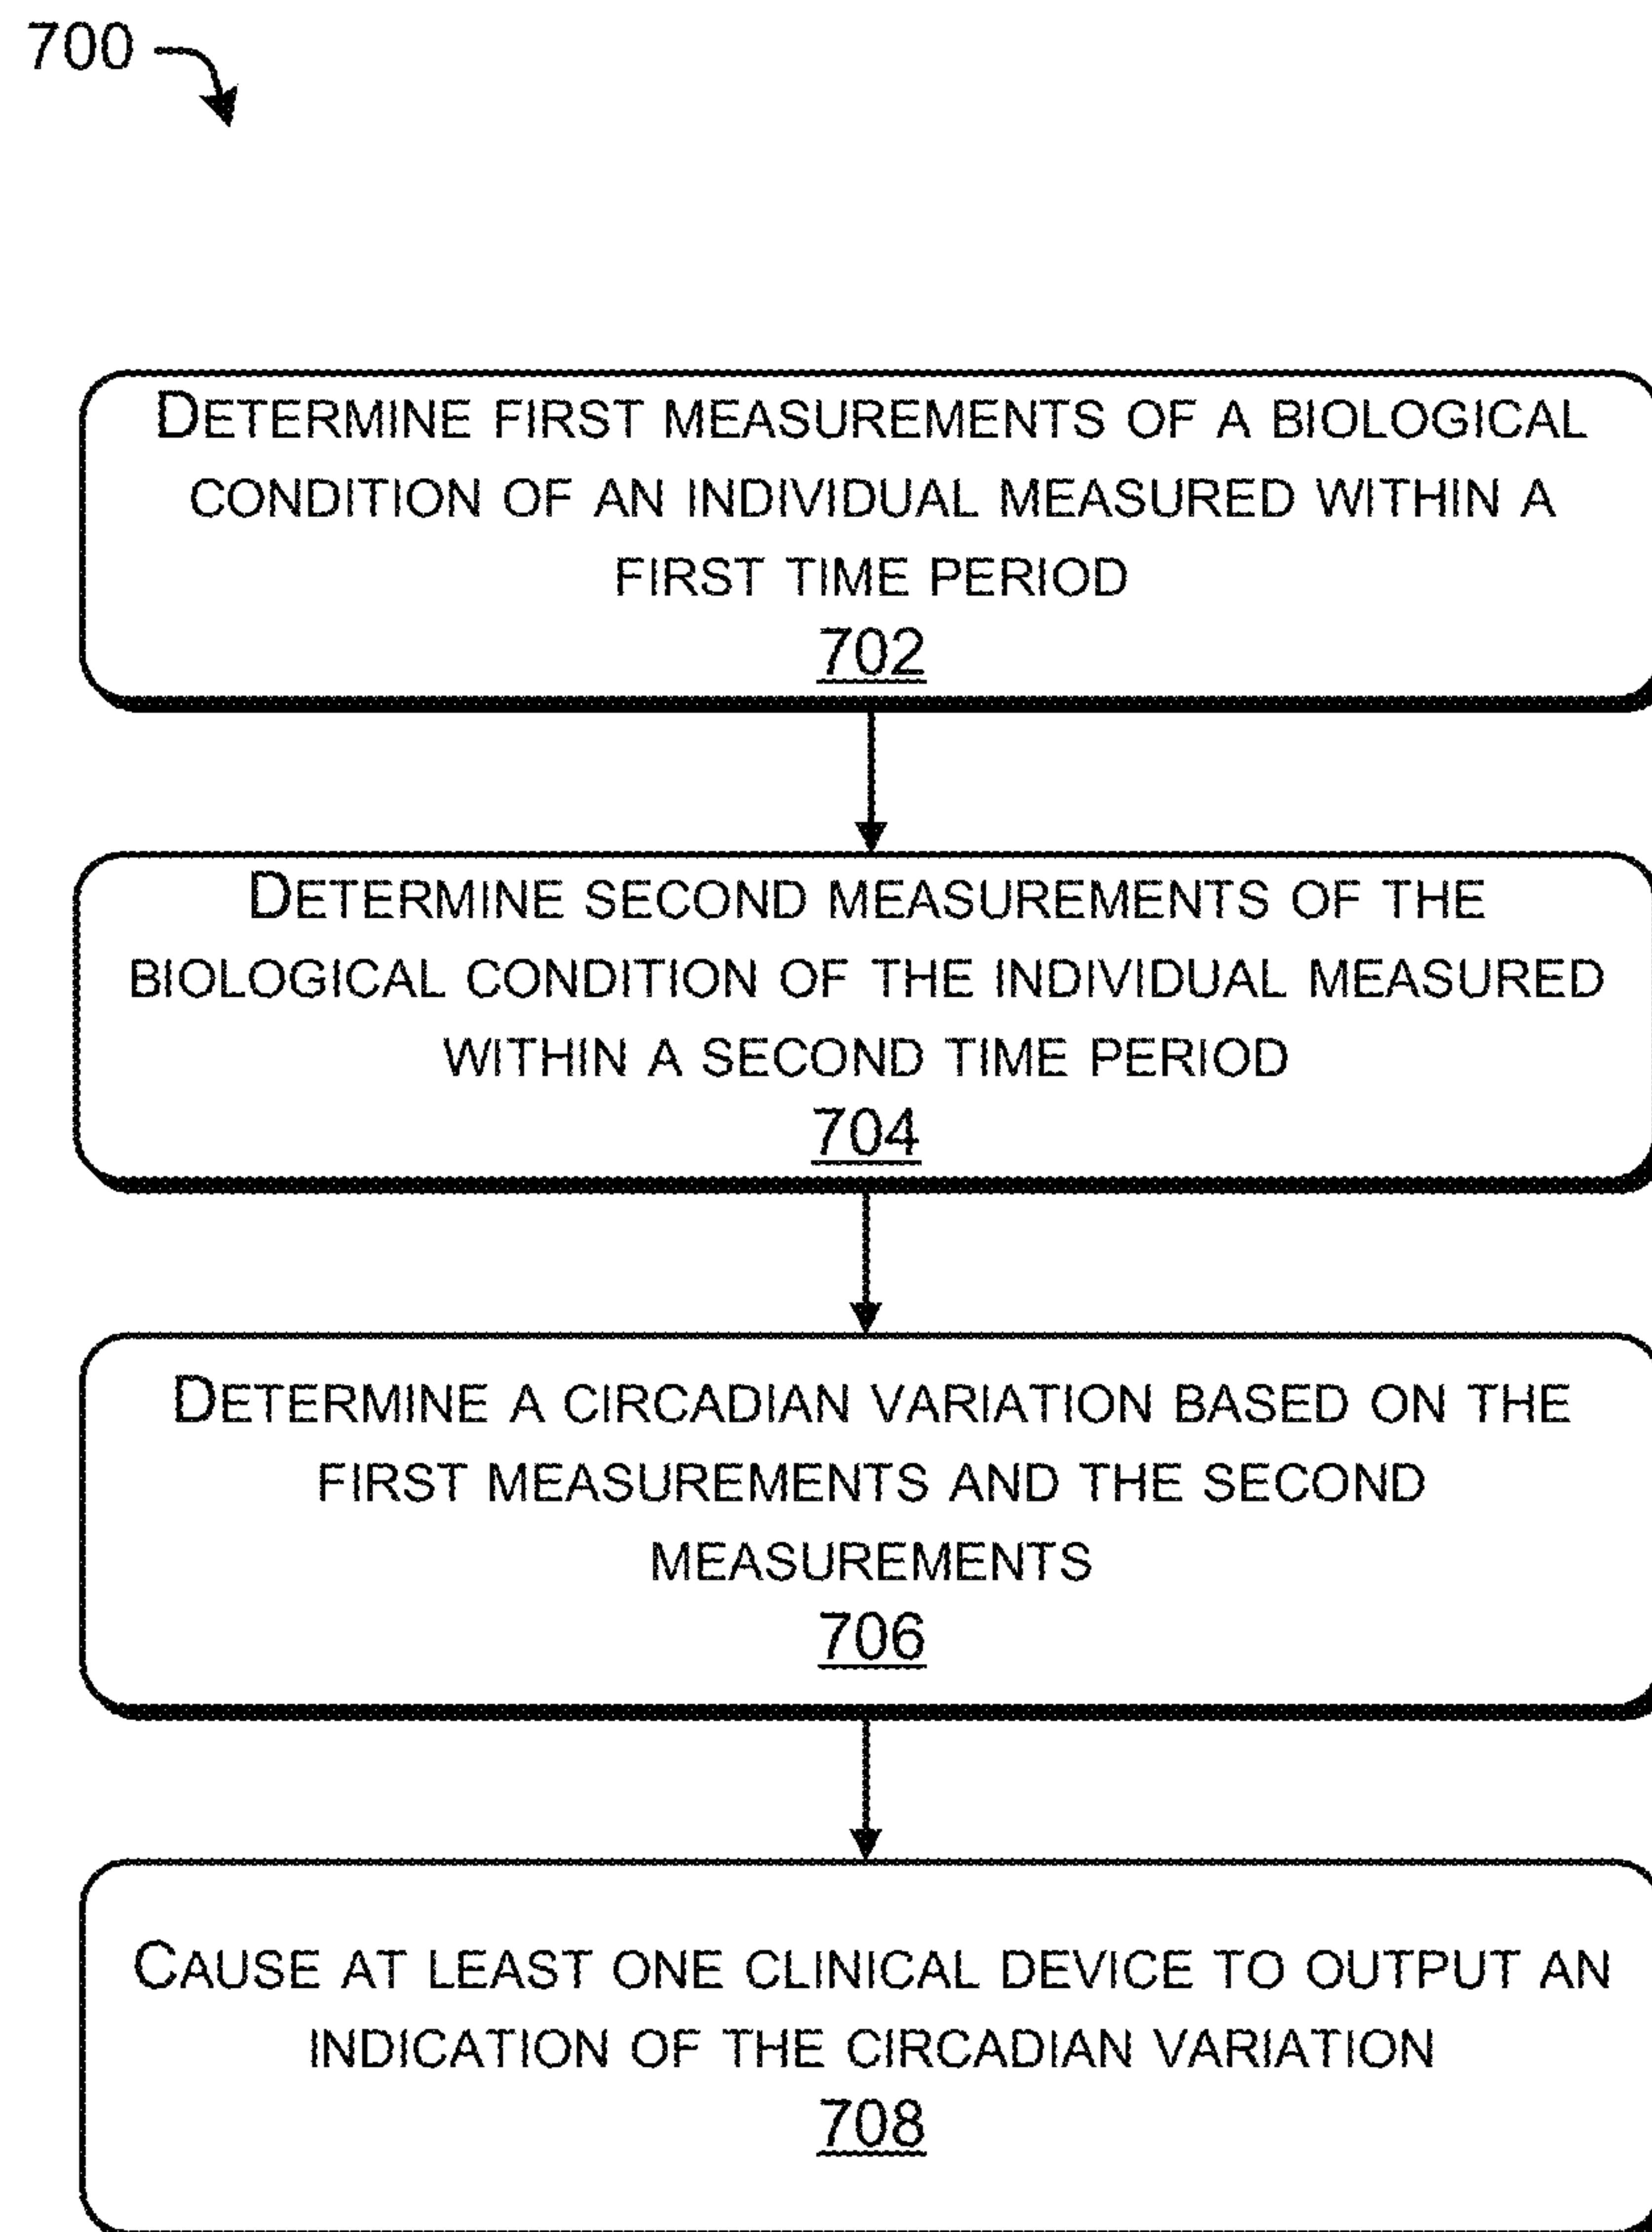 700
DETERMINE FIRST MEASUREMENTS OF A BIOLOGICAL
CONDITION OF AN INDIVIDUAL MEASURED WITHIN A
FIRST TIME PERIOD
702
DETERMINE SECOND MEASUREMENTS OF THE
BIOLOGICAL CONDITION OF THE INDIVIDUAL MEASURED
WITHIN A SECOND TIME PERIOD
704
DETERMINE A CIRCADIAN VARIATION BASED ON THE
FIRST MEASUREMENTS AND THE SECOND
MEASUREMENTS
706
CAUSE AT LEAST ONE CLINICAL DEVICE TO OUTPUT AN
INDICATION OF THE CIRCADIAN VARIATION
708